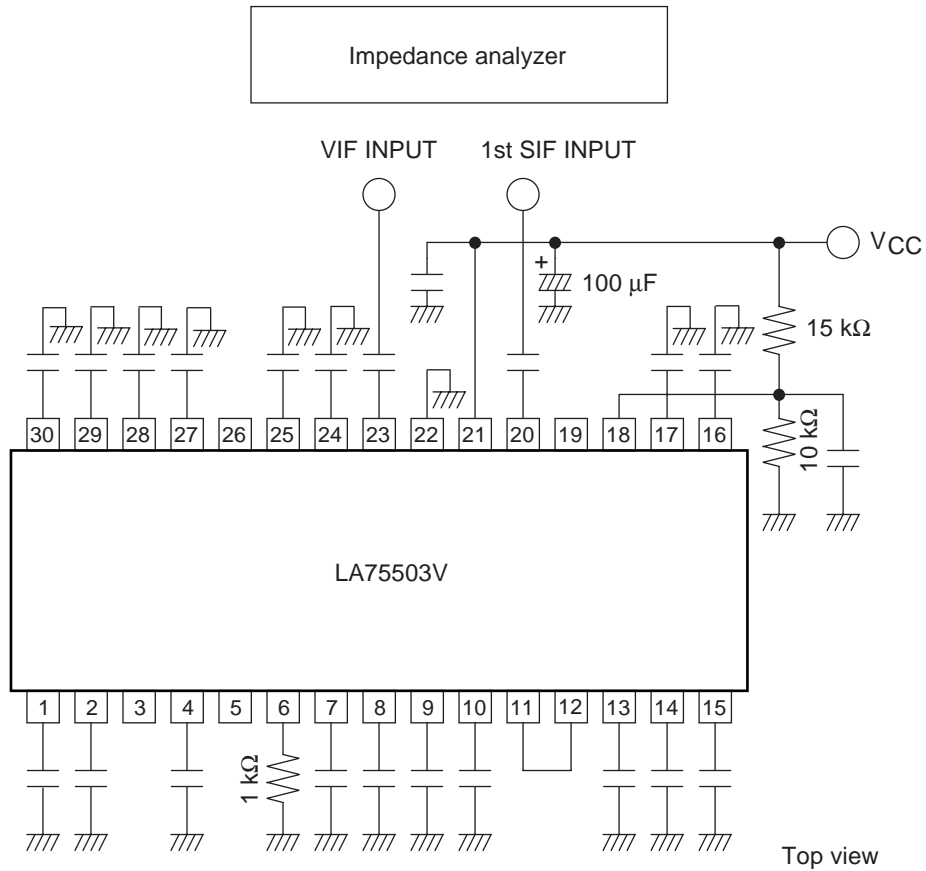 Impedance analyzer
VIF INPUT 1st SIF INPUT
VCC
+
100 μF
15 kΩ
30 29 28 27 26 25 24 23 22 21 20 19 18 17 16
10 kΩ
LA75503V
1 2 3 4 5 6 7 8 9 10 11 12 13 14 15
1 kΩ
Top view